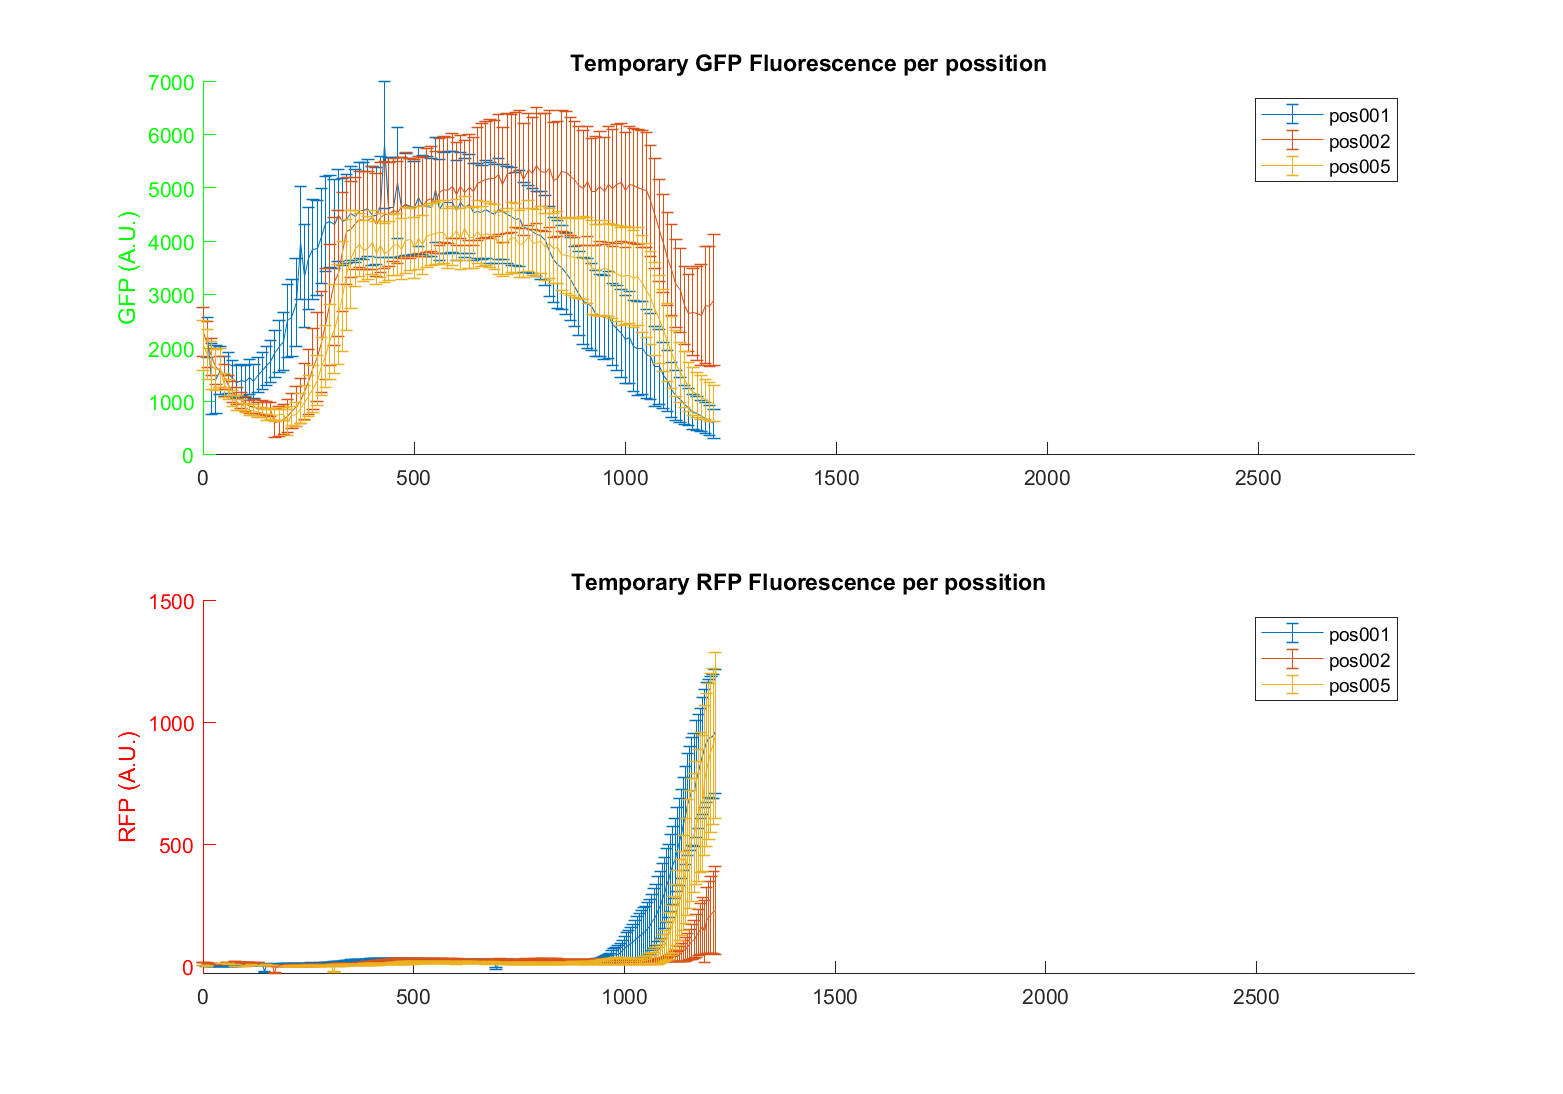 Temporary GFP Fluorescence per possition
7000
6000
5000
4000
3000
2000
1000
0
GFP (A.U.)
0 500 1000 1500 2000 2500
pos001
pos002
pos005
Temporary RFP Fluorescence per possition
1500
1000
500
0
RFP (A.U.)
0 500 1000 1500 2000 2500
pos001
pos002
pos005